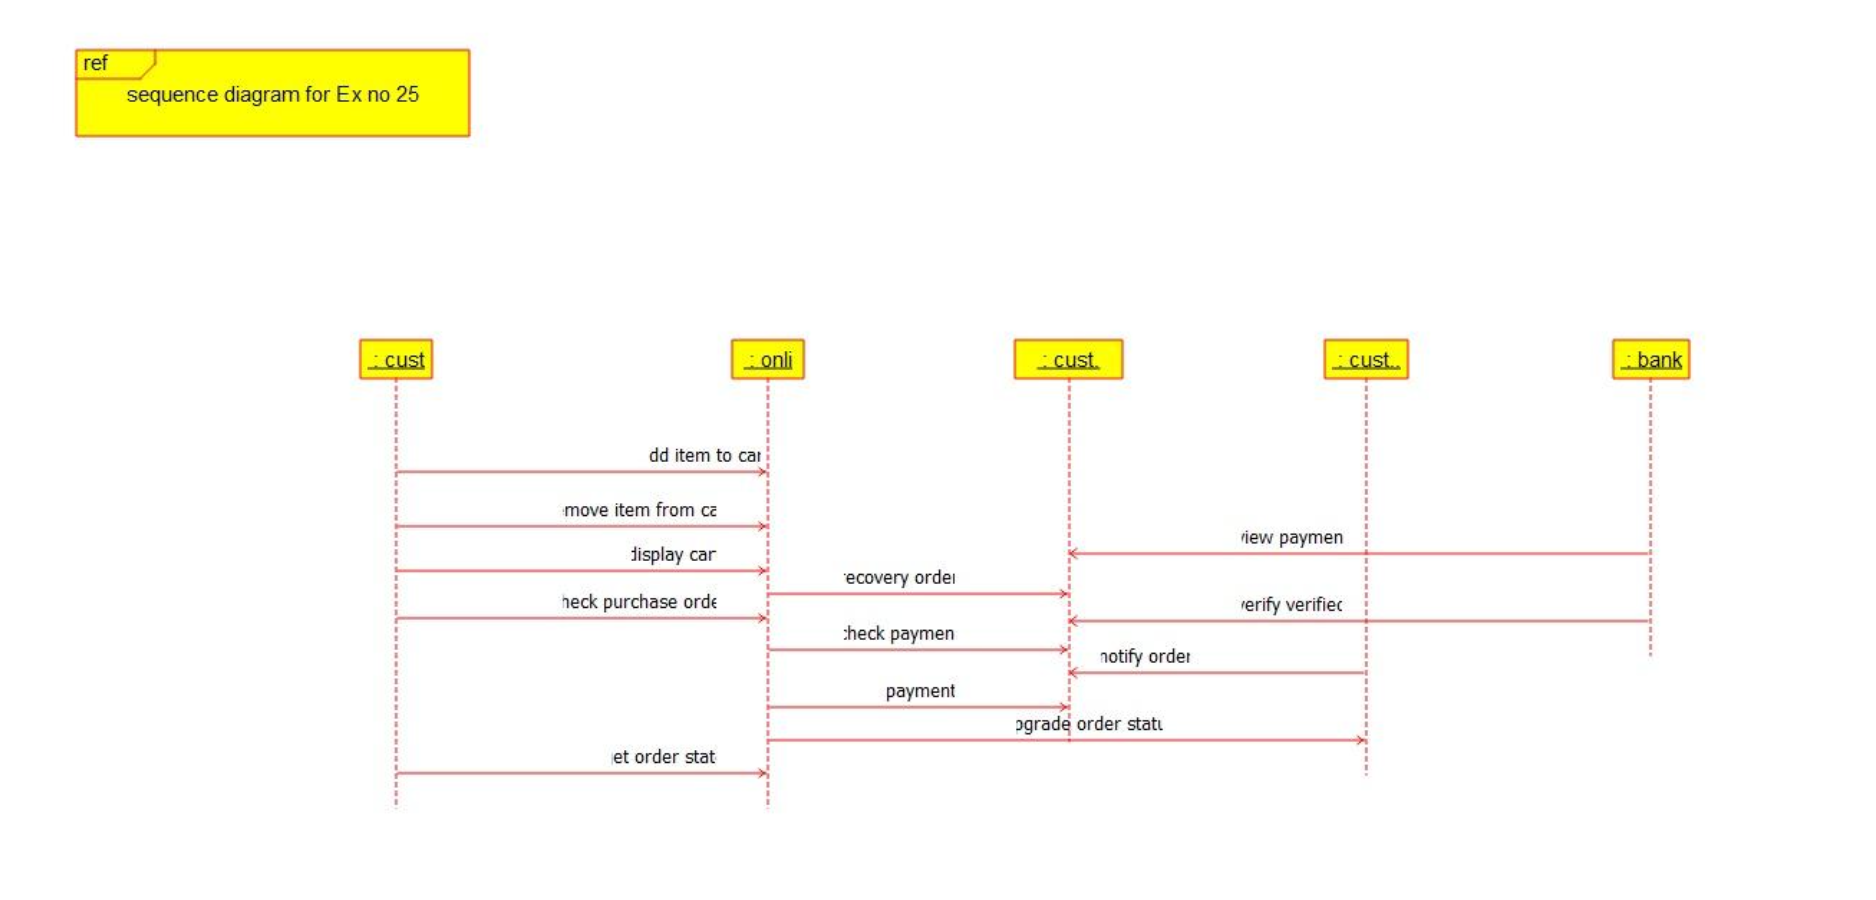 ref
sequence diagram for Ex no 25
: cust
: onli
: cust.
: cust..
: bank
dd item to car
move item from ca
view paymen
display car
recovery order
heck purchase orde
verify verified
check paymen
notify order
payment
pgrade order statu
et order stat